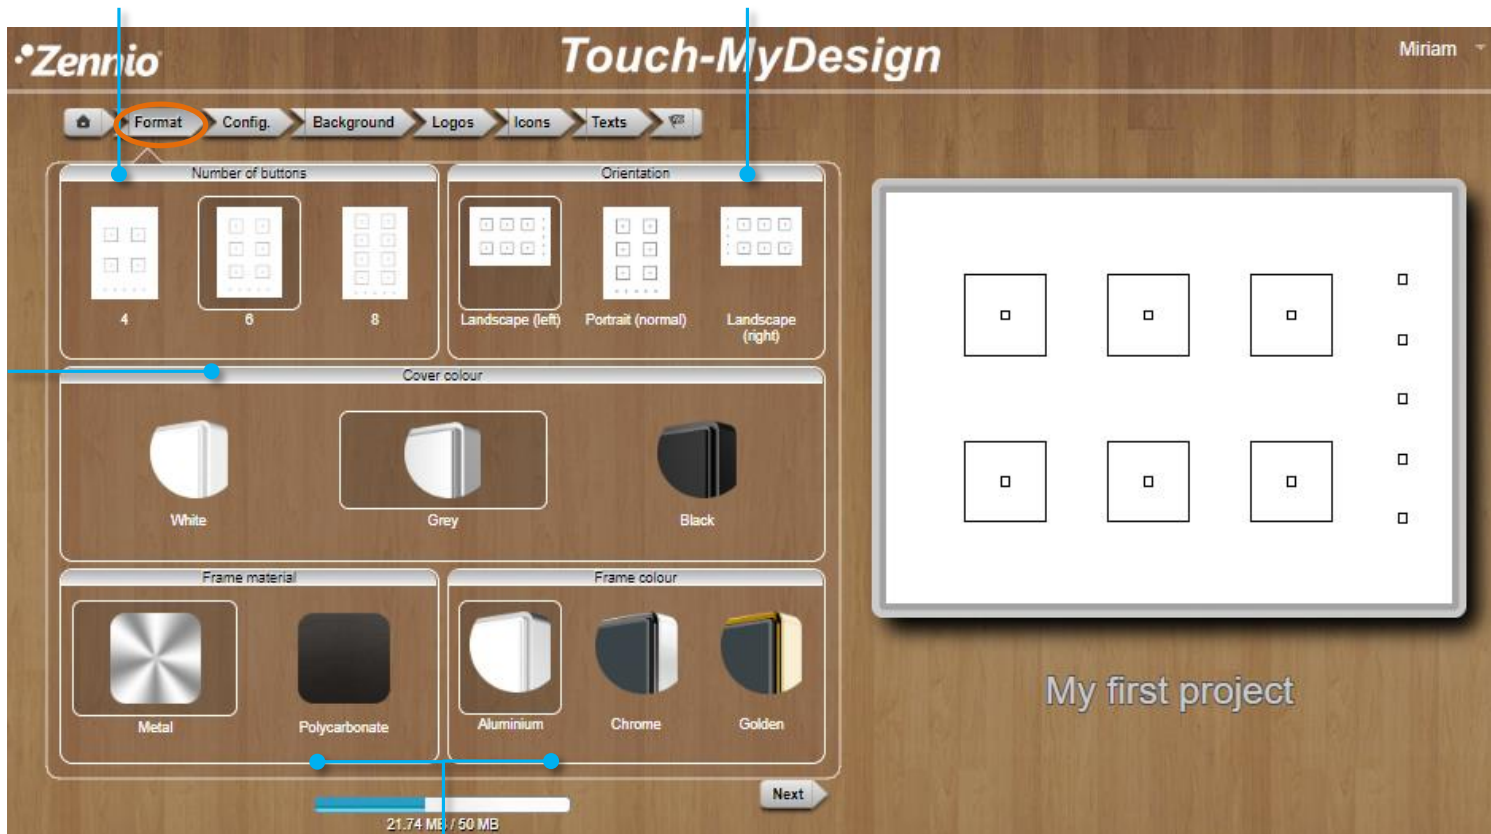 Zennio
Touch-MyDesign
Miriam
Format
Config.
Background
Logos
Icons
Texts
Number of buttons
Orientation
4
6
8
Landscape (left)
Portrait (normal)
Landscape
(right)
Cover colour
White
Grey
Black
Frame material
Frame colour
Metal
Polycarbonate
Aluminium
Chrome
Golden
My first project
Next
21.74 MB / 50 MB